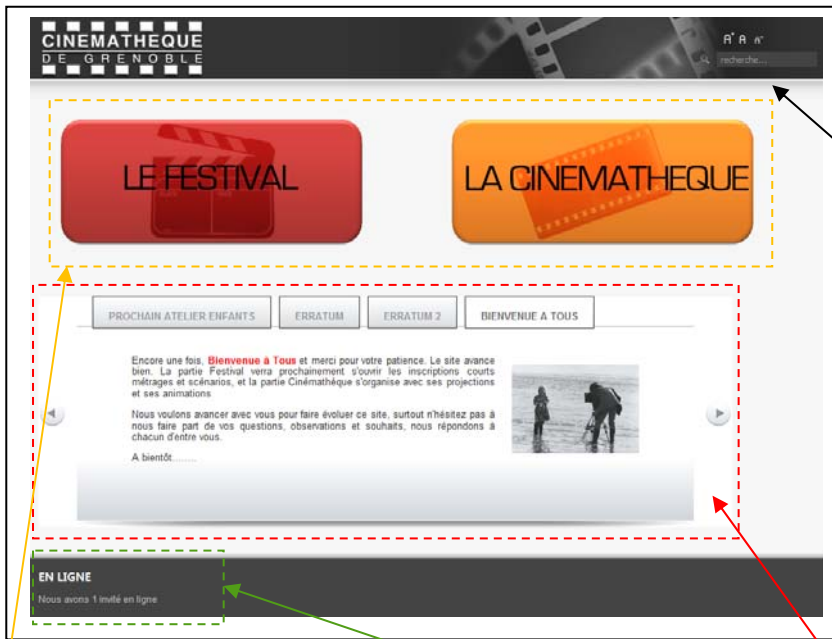 CINEMATHEQUE
DE GRENOBLE
A+ A A-
recherche...
LE FESTIVAL
LA CINEMATHEQUE
PROCHAIN ATELIER ENFANTS
ERRATUM
ERRATUM 2
BIENVENUE A TOUS
Encore une fois, Bienvenue à Tous et merci pour votre patience. Le site avance
bien. La partie Festival verra prochainement s'ouvrir les inscriptions courts
métrages et scénarios, et la partie Cinémathèque s'organise avec ses projections
et ses animations
Nous voulons avancer avec vous pour faire évoluer ce site, surtout n'hésitez pas à
nous faire part de vos questions, observations et souhaits, nous répondons à
chacun d'entre vous.
A bientôt........
EN LIGNE
Nous avons 1 invité en ligne